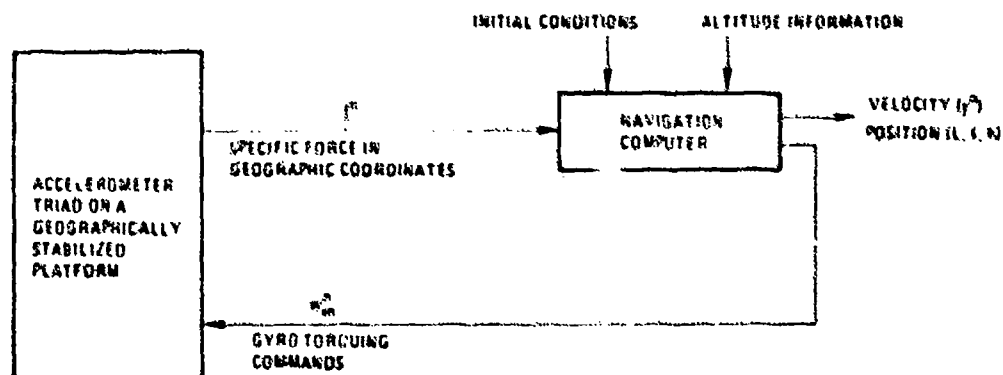 INITIAL CONDITIONS
ALTITUDE INFORMATION
NAVIGATION
COMPUTER
VELOCITY
POSITION
SPECIFIC FORCE IN
GEOGRAPHIC COORDINATES
ACCELEROMETER
TRIAD ON A
GEOGRAPHICALLY
STABILIZED
PLATFORM
GYRO TORQUING
COMMANDS